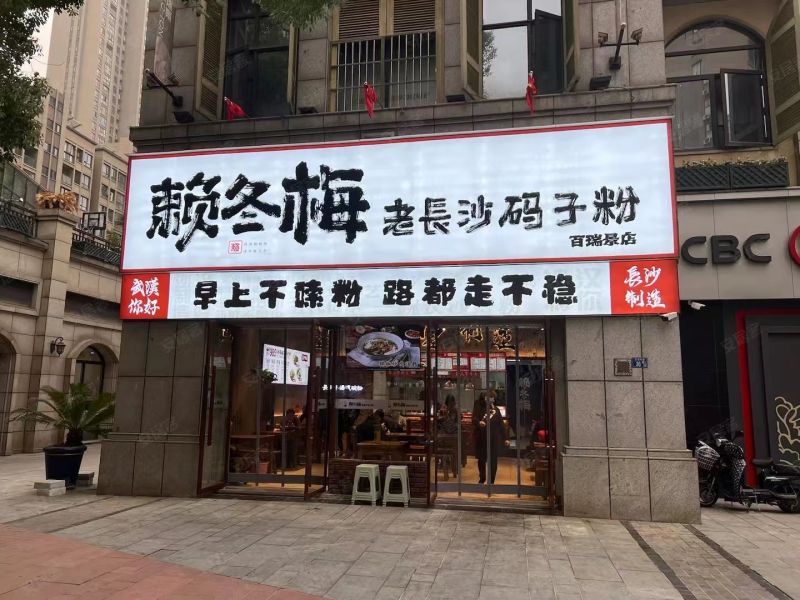 赖冬梅 老長沙码子粉
百瑞景店
武漢你好
早上不嗦粉 路都走不稳
長沙制造
CBC